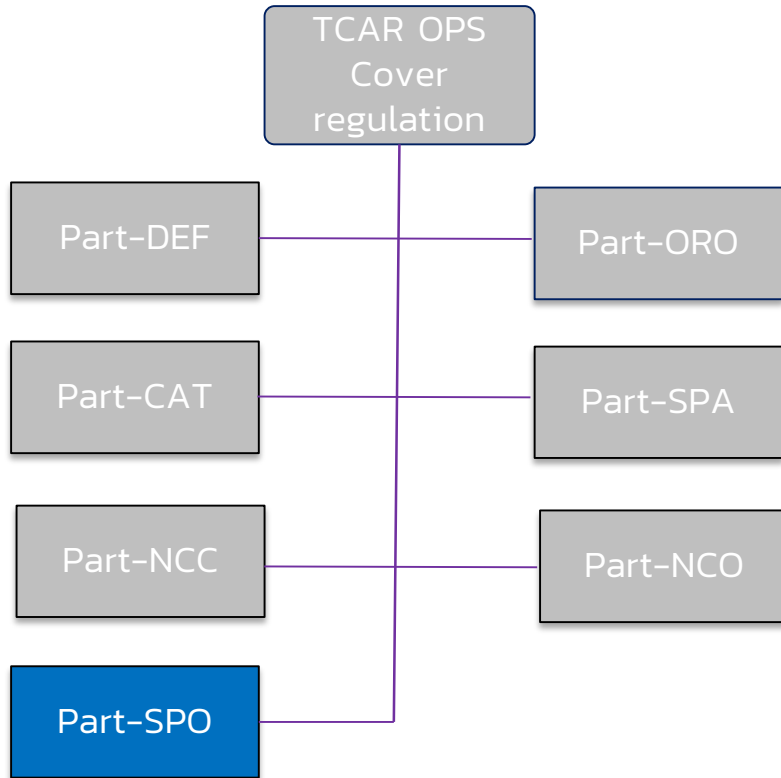 TCAR OPS
Cover
regulation
Part-DEF
Part-ORO
Part-CAT
Part-SPA
Part-NCC
Part-NCO
Part-SPO